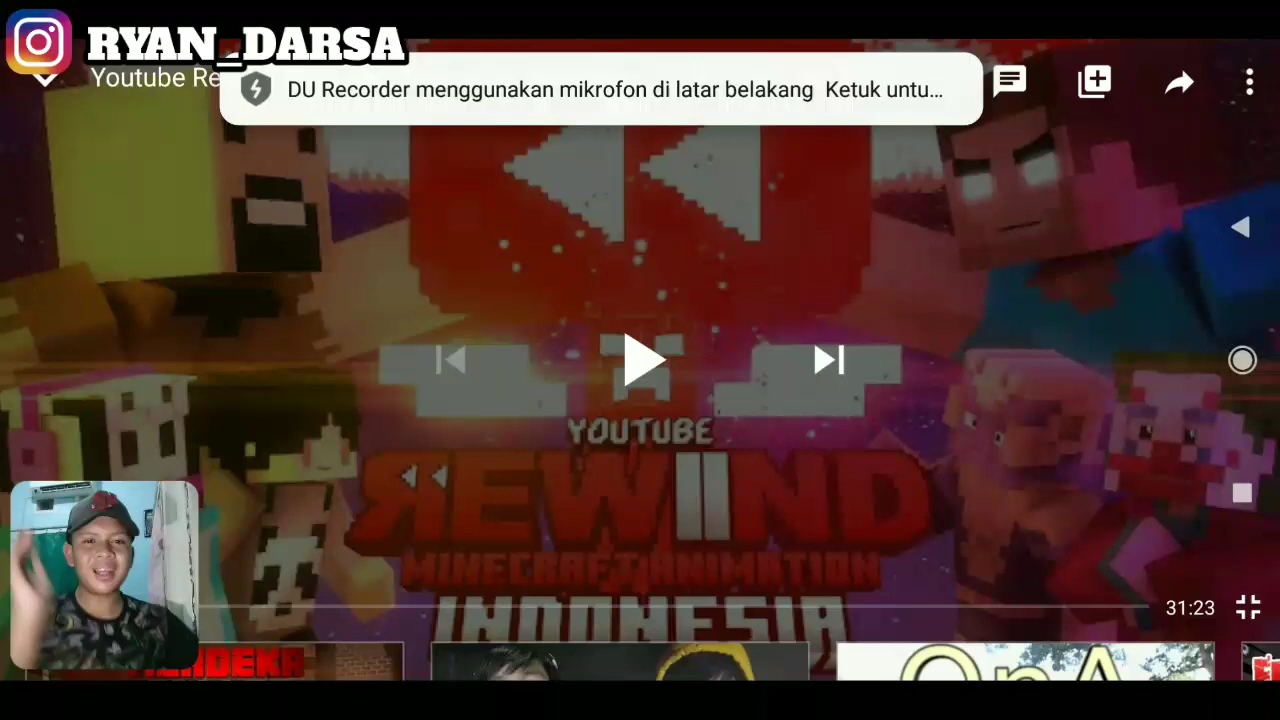 RYAN_DARSA
Youtube Re
DU Recorder menggunakan mikrofon di latar belakang Ketuk untu...
YOUTUBE
REWIND
MINECRAFT ANIMATION
INDONESIA
31:23